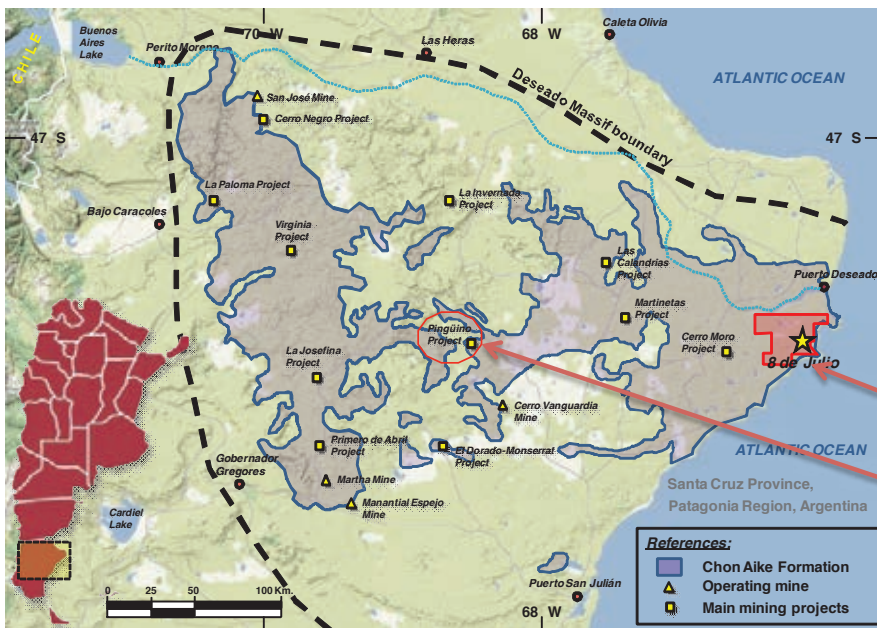 70 W
68 W
Caleta Olivia
Buenos
Aires
Lake
Perito Moreno
Las Heras
CHILE
ATLANTIC OCEAN
Deseado Massif boundary
San José Mine
Cerro Negro Project
47 S
47 S
La Paloma Project
La Invernada
Project
Bajo Caracoles
Virginia
Project
Las
Calandrias
Project
Puerto Deseado
Martinetas
Project
Pingüino
Project
Cerro Moro
Project
8 de Julio
La Josefina
Project
Cerro Vanguardia
Mine
Primero de Abril
Project
El Dorado-Monserrat
Project
ATLANTIC OCEAN
Gobernador
Gregores
Martha Mine
Santa Cruz Province,
Patagonia Region, Argentina
Manantial Espejo
Mine
Cardiel
Lake
References:
Chon Aike Formation
Operating mine
Main mining projects
Puerto San Julián
0 25 50 100 Km.
68 W